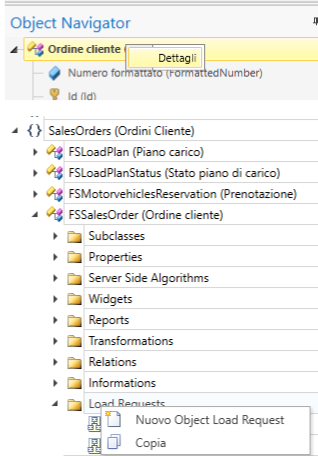 Object Navigator
Ordine cliente (
Dettagli
Numero formattato (FormattedNumber)
Id (Id)
{} SalesOrders (Ordini Cliente)
FSLoadPlan (Piano carico)
FSLoadPlanStatus (Stato piano di carico)
FSMotorvehiclesReservation (Prenotazione)
FSSalesOrder (Ordine cliente)
Subclasses
Properties
Server Side Algorithms
Widgets
Reports
Transformations
Relations
Informations
Load Requests
Nuovo Object Load Request
Copia